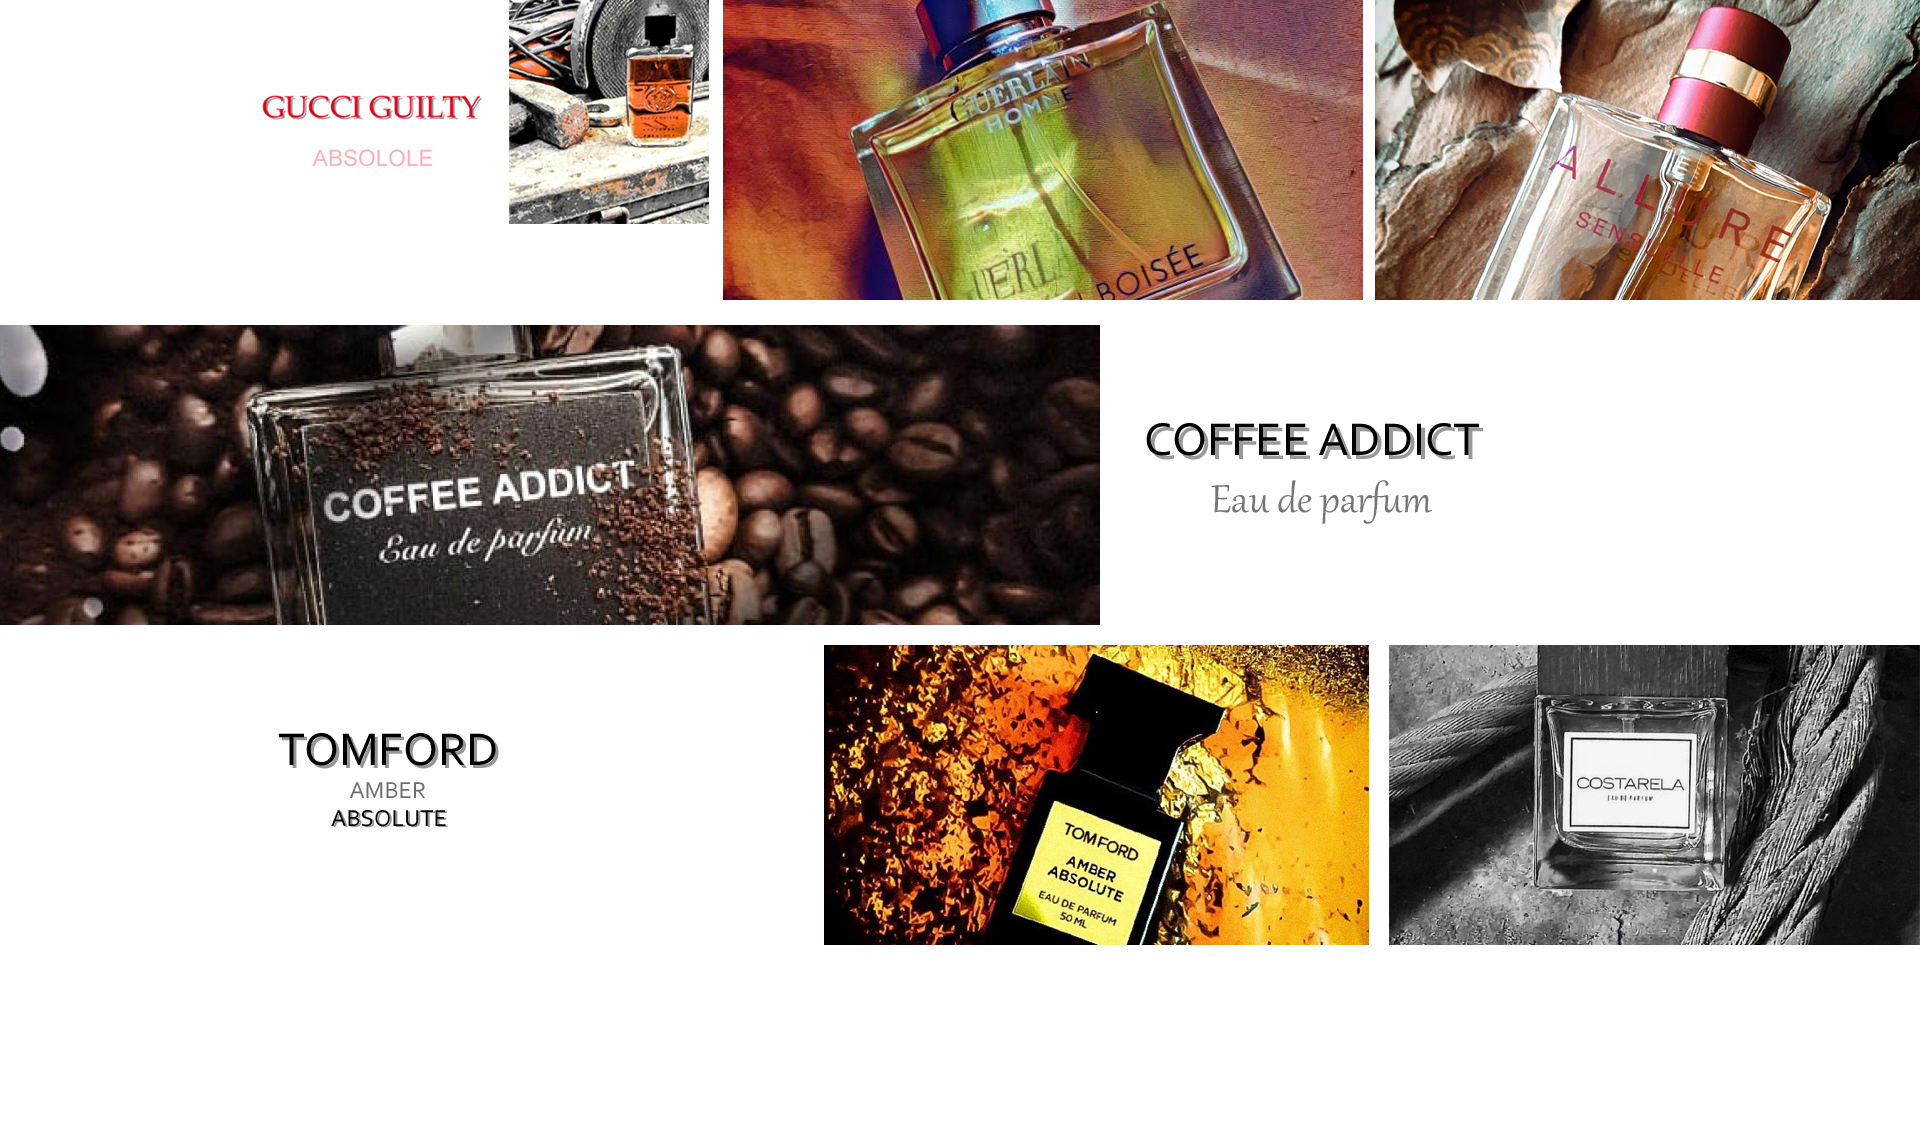 GUCCI GUILTY
ABSOLOLE
GUERLAIN
HOMME
GUERLA
BOISÉE
ALLURE
SENSUELLE
COFFEE ADDICT
Eau de parfum
COFFEE ADDICT
Eau de parfum
TOMFORD
AMBER
ABSOLUTE
TOM FORD
AMBER
ABSOLUTE
EAU DE PARFUM
50 ML
COSTARELA
EAU DE PARFUM